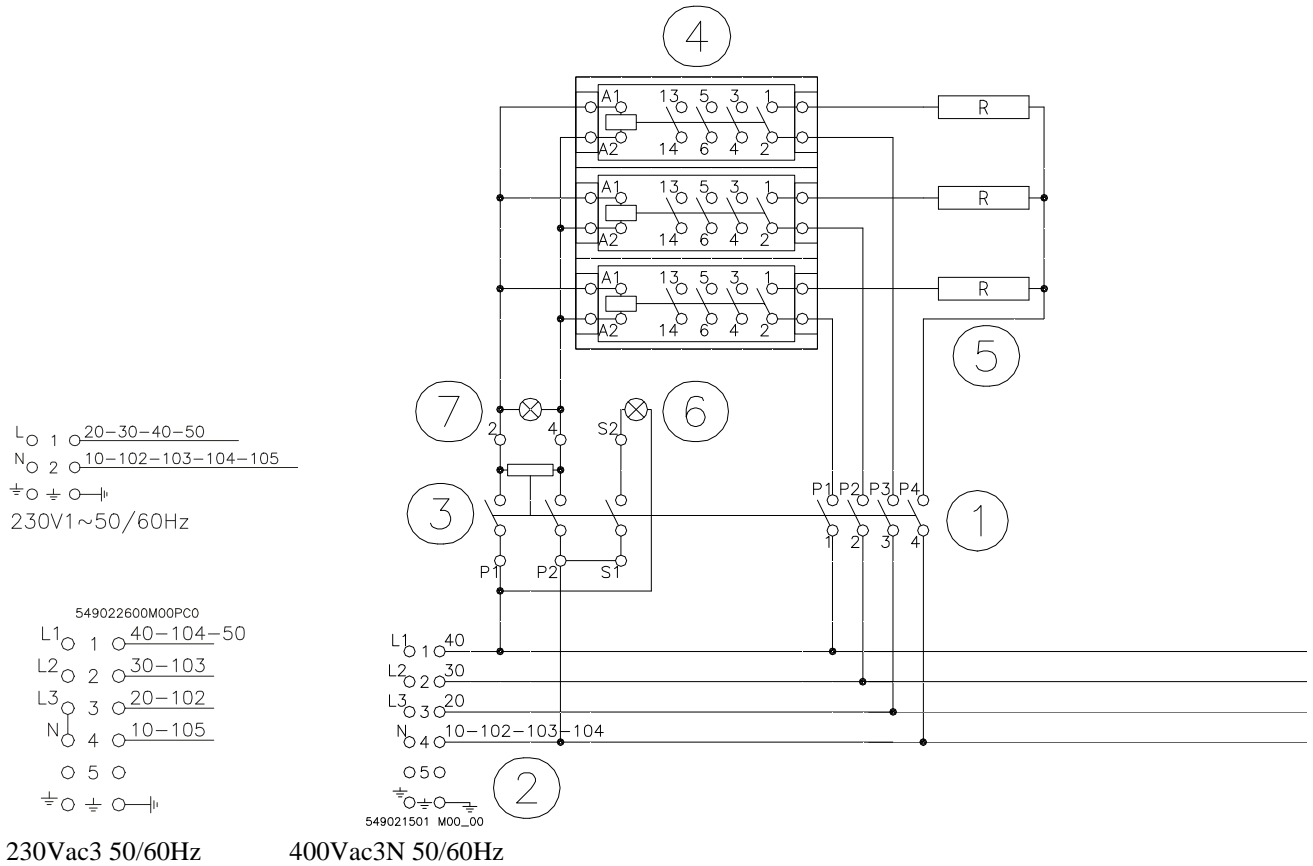 4
A1 13 5 3 1
R
A2 14 6 4 2
A1 13 5 3 1
R
A2 14 6 4 2
A1 13 5 3 1
R
A2 14 6 4 2
5
7 6
2 4 S2
L 1 20-30-40-50
N 2 10-102-103-104-105
230V1~50/60Hz
P1 P2 P3 P4
3 1
1 2 3 4
P1 P2 S1
549022600M00PC0
L1 1 40-104-50
L2 2 30-103
L3 3 20-102
N 4 10-105
5
L1 1 40
L2 2 30
L3 3 20
N 4 10-102-103-104
5
2
549021501 M00_00
230Vac3 50/60Hz
400Vac3N 50/60Hz